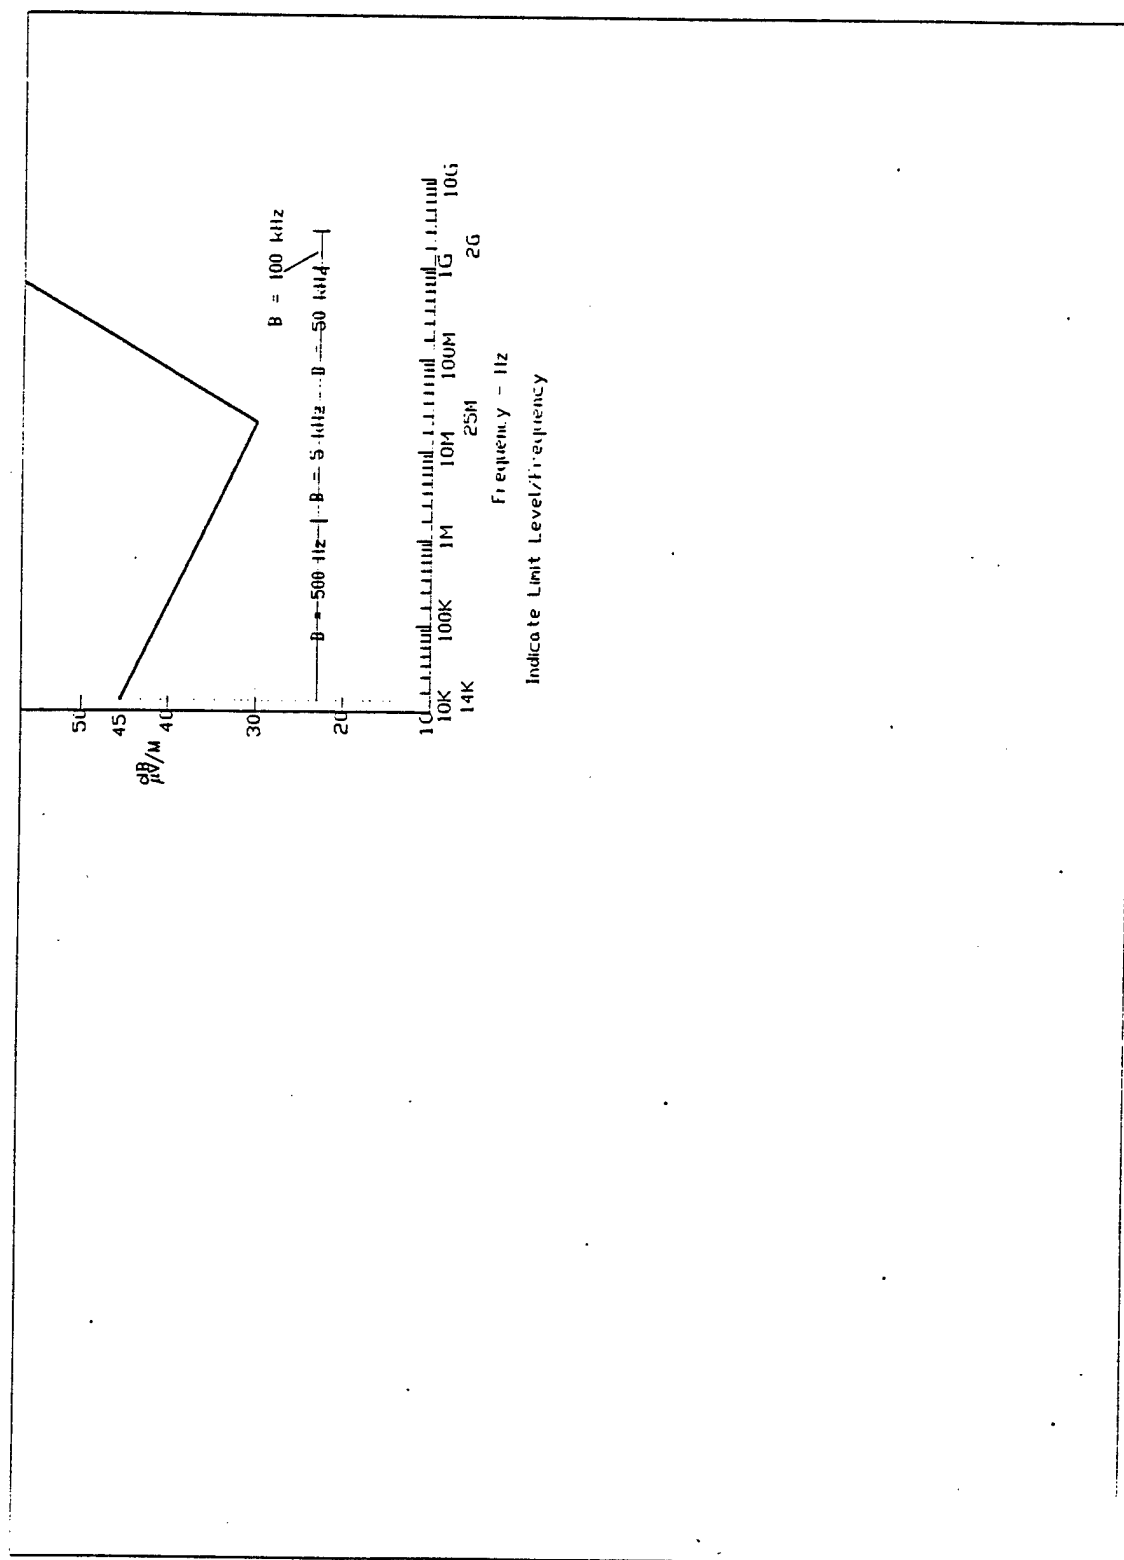 50
45
dB
µV/M
40
30
20
10
B = 100 kHz
B = 500 Hz B = 5 kHz B = 50 kHz
10K 100K 1M 10M 100M 1G 10G
14K 25M 2G
Frequency - Hz
Indicate Limit Level/Frequency